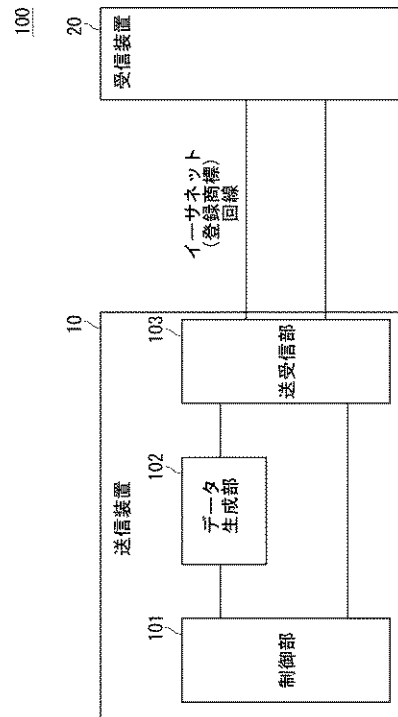 100
10
送信装置
101
制御部
102
データ
生成部
103
送受信部
イーサネット
(登録商標)
回線
20
受信装置